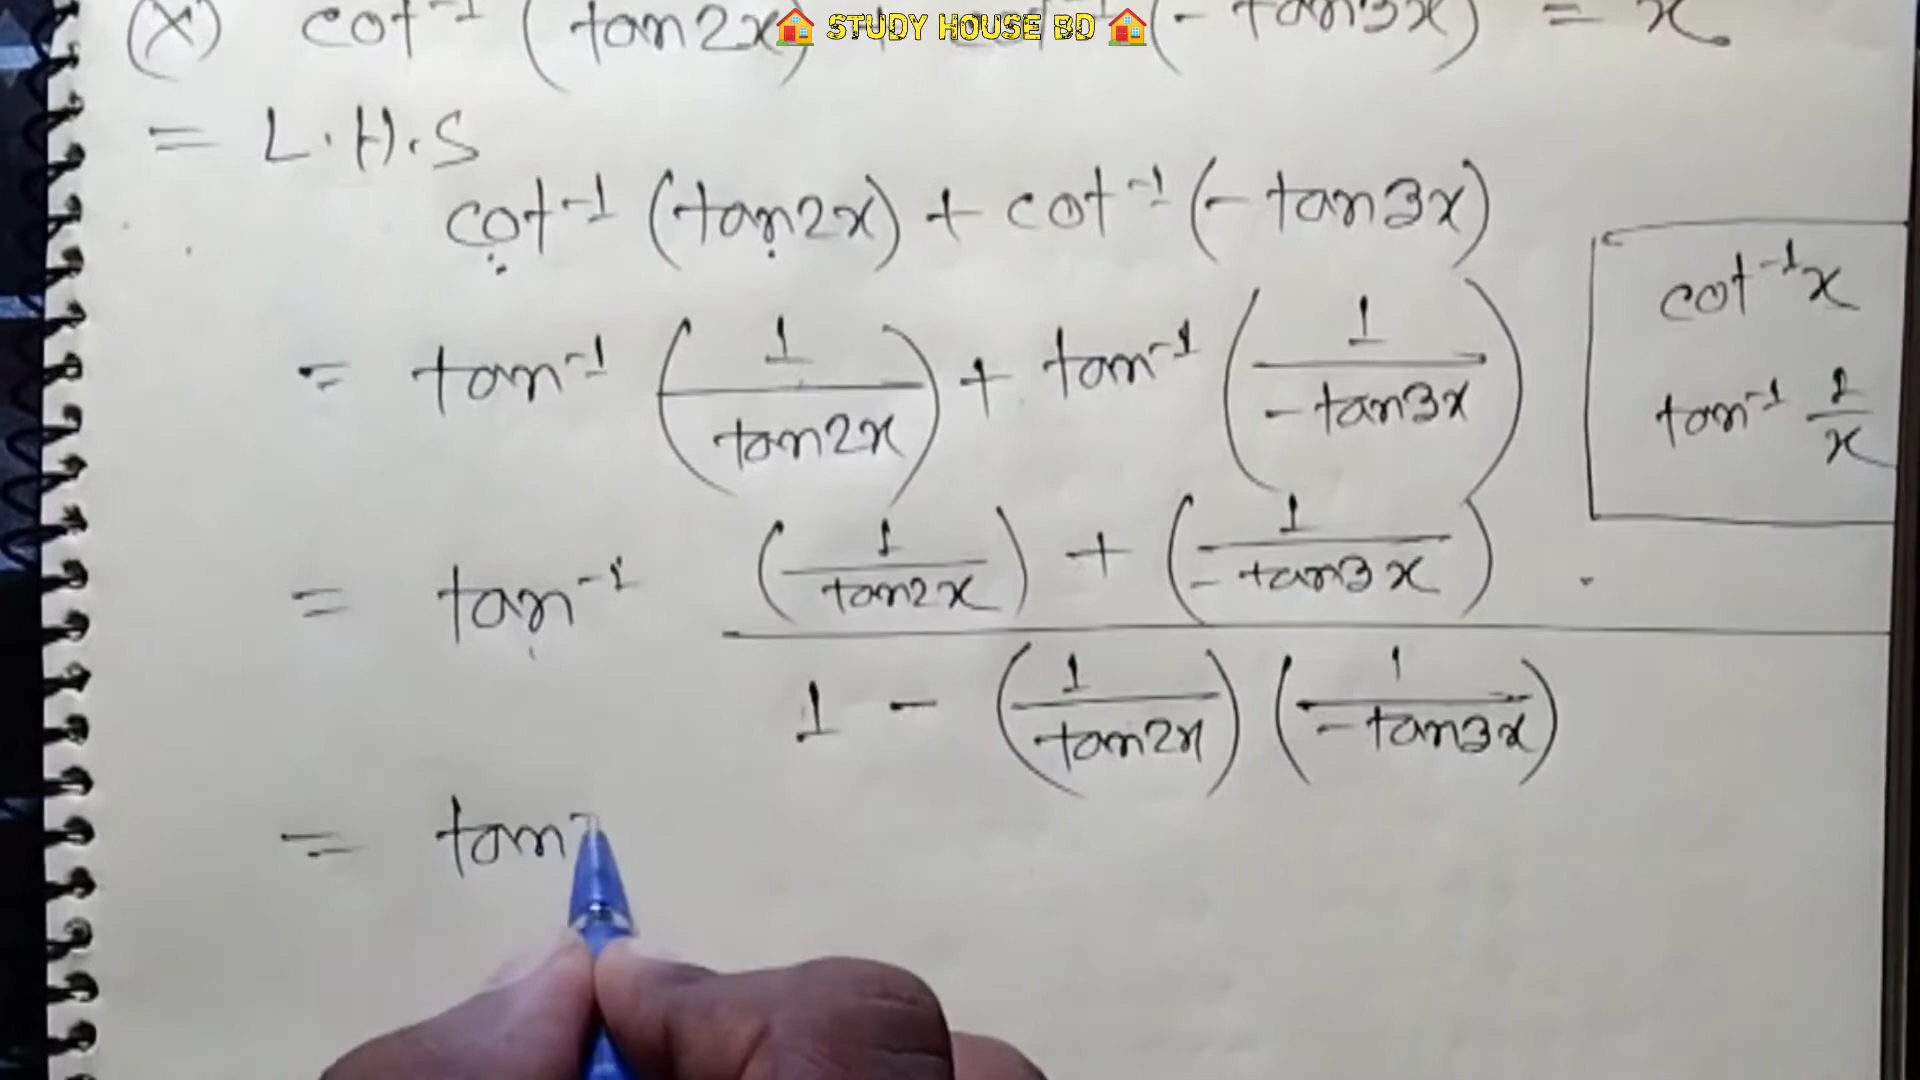 🏠 STUDY HOUSE BD 🏠
(x) cot⁻¹ (tan2x) + cot⁻¹ (- tan3x) = x
= L.H.S
cot⁻¹ (tan2x) + cot⁻¹ (- tan3x)
= tan⁻¹ (1/tan2x) + tan⁻¹ (1/-tan3x)
cot⁻¹x
tan⁻¹ 1/x
= tan⁻¹ (1/tan2x) + (1/-tan3x)
1 - (1/tan2x) (1/-tan3x)
= tan